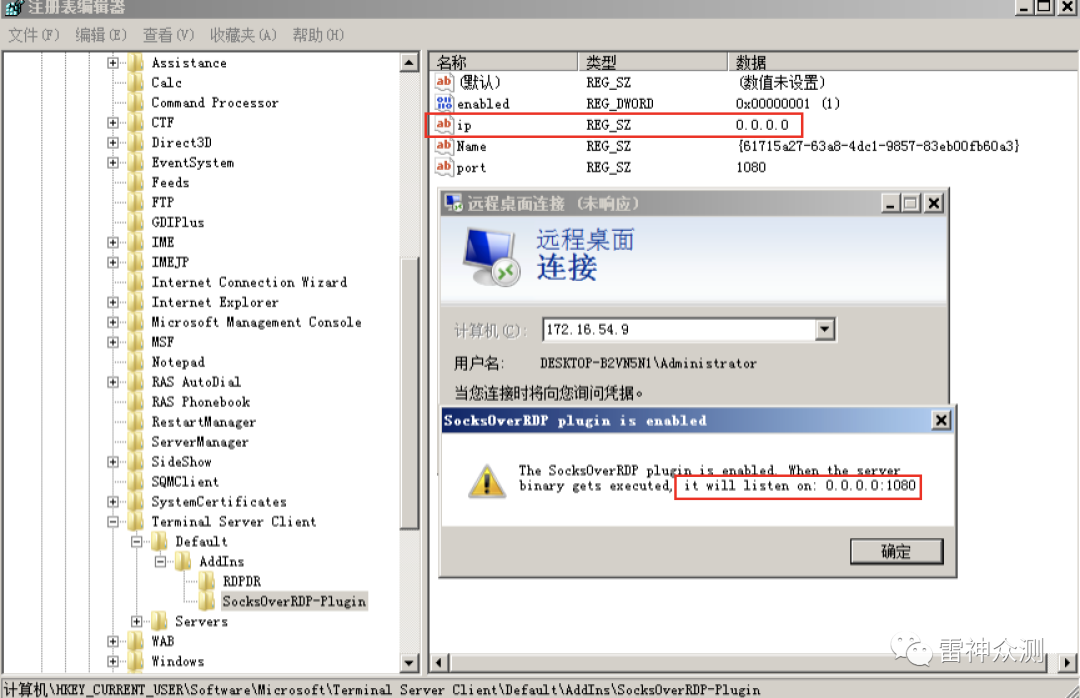 注册表编辑器
文件(F) 编辑(E) 查看(V) 收藏夹(A) 帮助(H)
Assistance
Calc
Command Processor
CTF
Direct3D
EventSystem
Feeds
FTP
GDIPlus
IME
IMEJP
Internet Connection Wizard
Internet Explorer
Microsoft Management Console
MSF
Notepad
RAS AutoDial
RAS Phonebook
RestartManager
ServerManager
SideShow
SQMClient
SystemCertificates
Terminal Server Client
Default
AddIns
RDPDR
SocksOverRDP-Plugin
Servers
WAB
Windows
名称 类型 数据
(默认) REG_SZ (数值未设置)
enabled REG_DWORD 0x00000001 (1)
ip REG_SZ 0.0.0.0
Name REG_SZ {61715a27-63a8-4dc1-9857-83eb00fb60a3}
port REG_SZ 1080
远程桌面连接 (未响应)
远程桌面
连接
计算机(C): 172.16.54.9
用户名: DESKTOP-B2VN5N1\Administrator
当您连接时将向您询问凭据。
SocksOverRDP plugin is enabled
The SocksOverRDP plugin is enabled. When the server
binary gets executed, it will listen on: 0.0.0.0:1080
确定
雷神众测
计算机\HKEY_CURRENT_USER\Software\Microsoft\Terminal Server Client\Default\AddIns\SocksOverRDP-Plugin